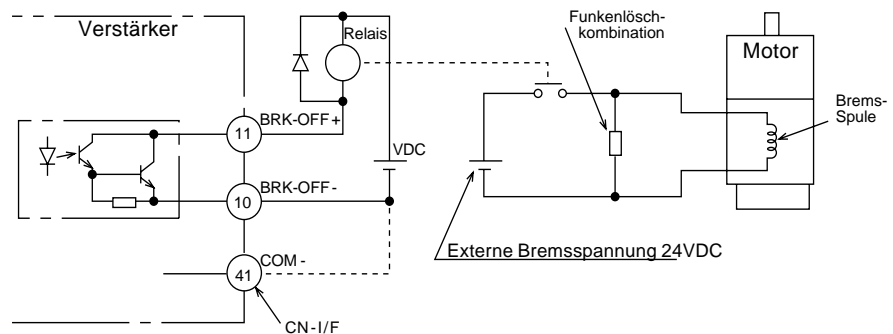 Verstärker
Relais
Funkenlösch-
kombination
Motor
Brems-
Spule
11
BRK-OFF+
VDC
10
BRK-OFF-
Externe Bremsspannung 24VDC
41
COM -
CN-I/F